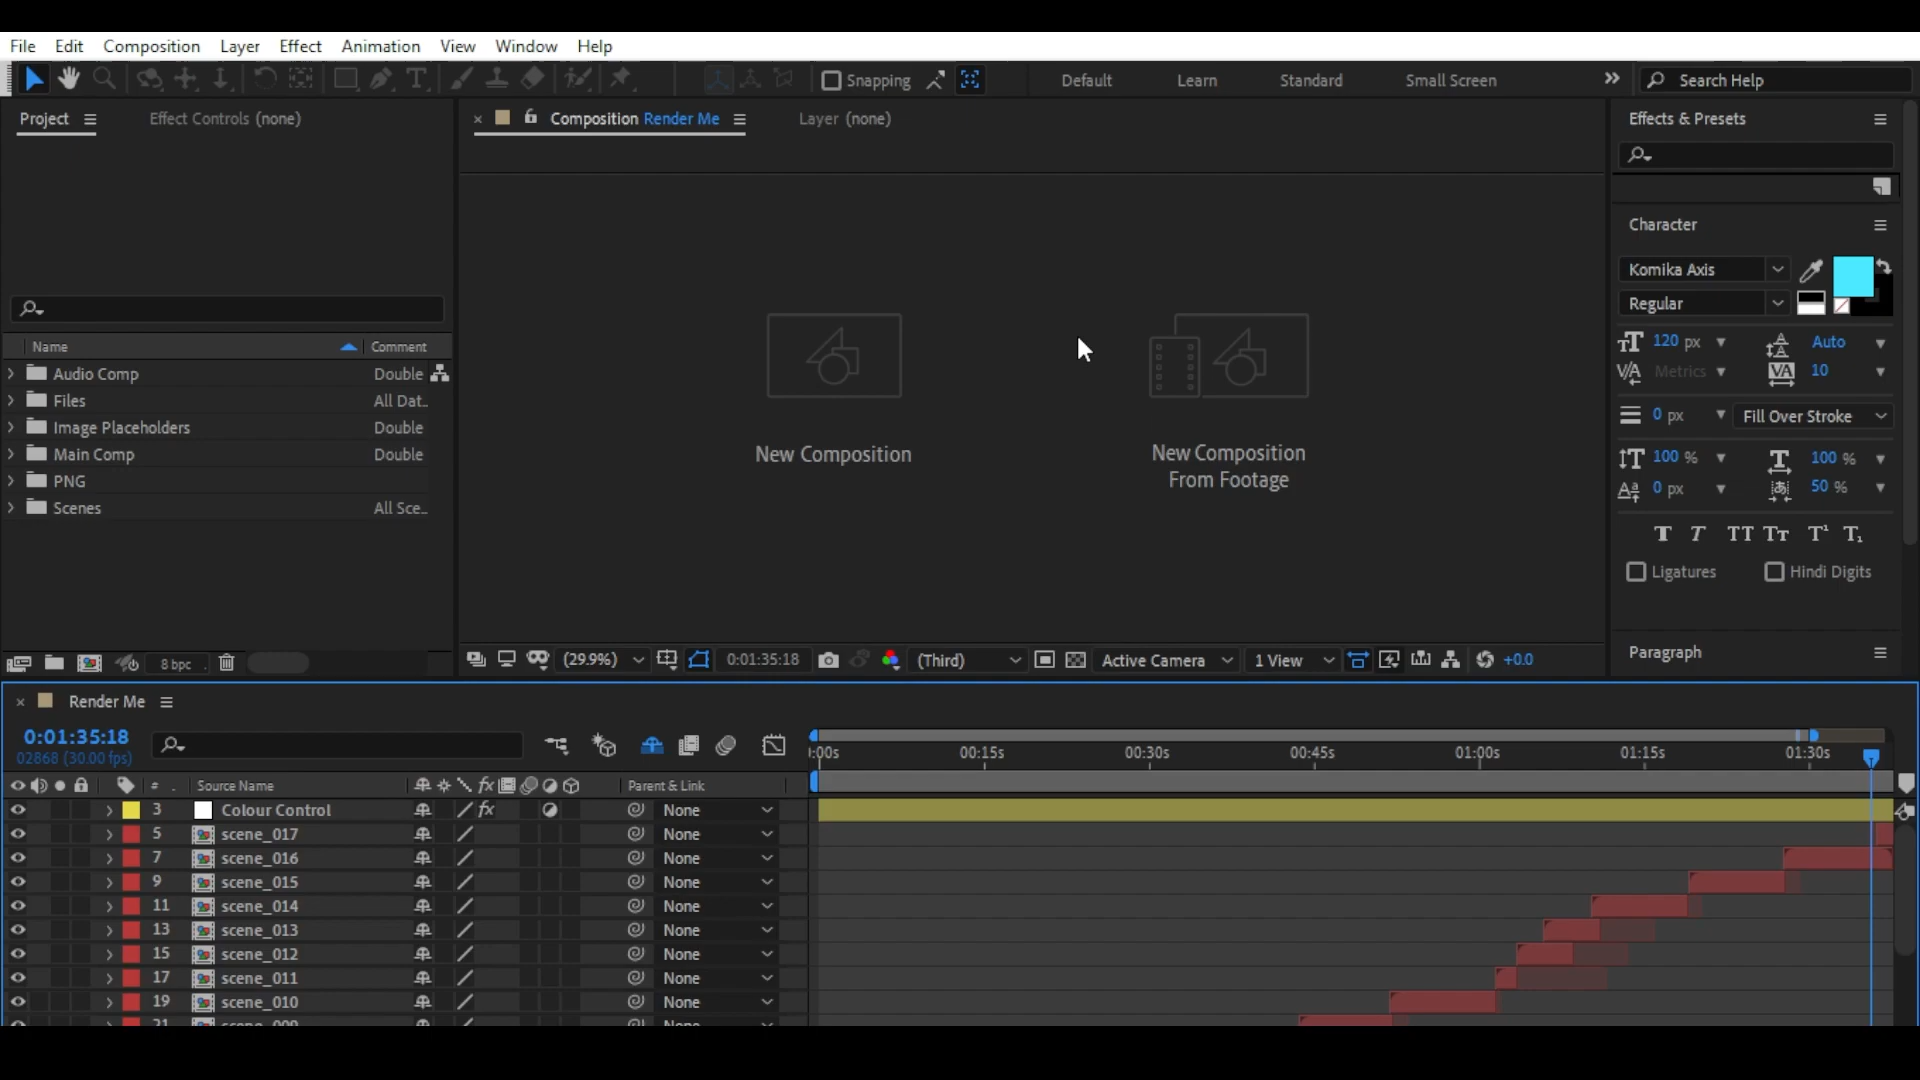 File Edit Composition Layer Effect Animation View Window Help
Snapping Default Learn Standard Small Screen Search Help
Project Effect Controls (none) Composition Render Me Layer (none) Effects & Presets
Character
Komika Axis
Regular
Name Comment
Audio Comp Double
Files All Dat..
Image Placeholders Double
Main Comp Double
PNG
Scenes All Sce..
New Composition
New Composition
From Footage
120 px Auto
Metrics 10
0 px Fill Over Stroke
100 % 100 %
0 px 50 %
Ligatures Hindi Digits
Paragraph
8 bpc (29.9%) 0:01:35:18 (Third) Active Camera 1 View +0.0
Render Me
0:01:35:18
02868 (30.00 fps)
:00s 00:15s 00:30s 00:45s 01:00s 01:15s 01:30s
# Source Name fx Parent & Link
3 Colour Control fx None
5 scene_017 None
7 scene_016 None
9 scene_015 None
11 scene_014 None
13 scene_013 None
15 scene_012 None
17 scene_011 None
19 scene_010 None
21 scene_009 None